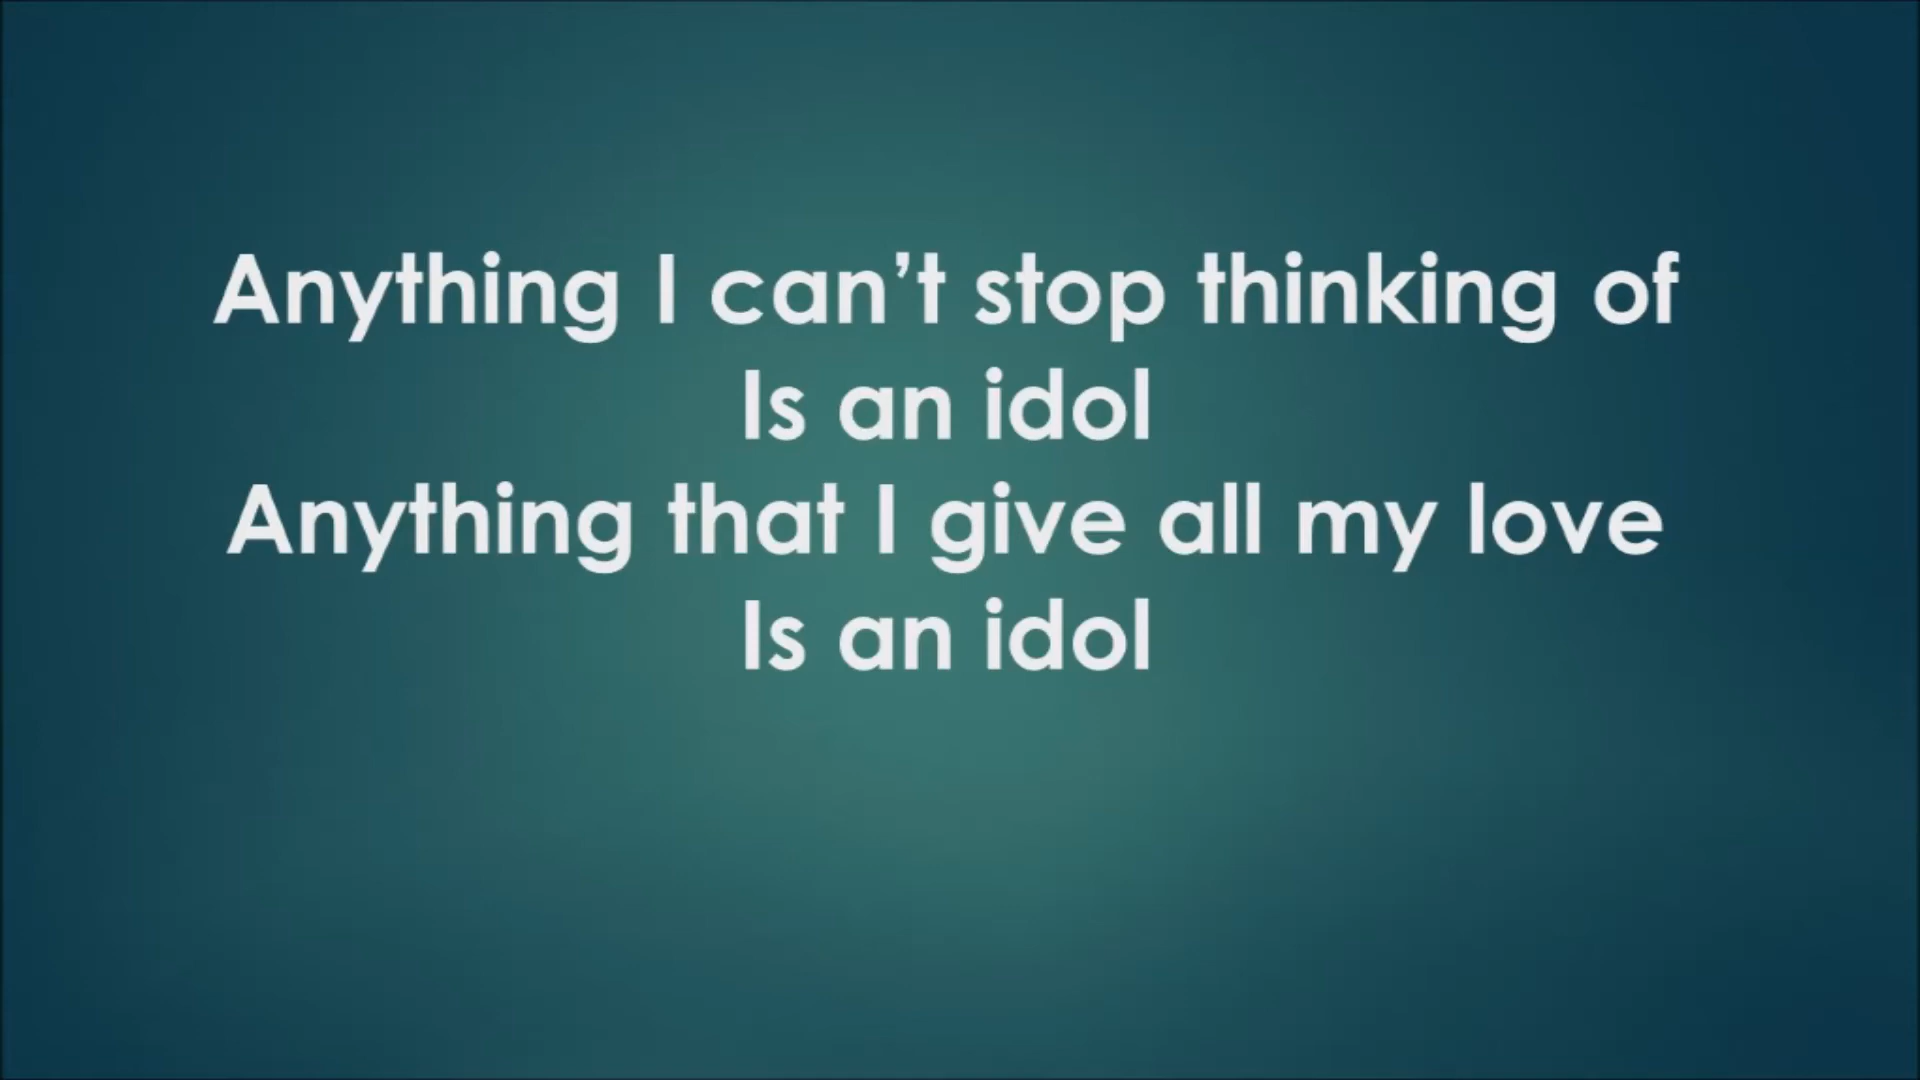 Anything I can’t stop thinking of
Is an idol
Anything that I give all my love
Is an idol